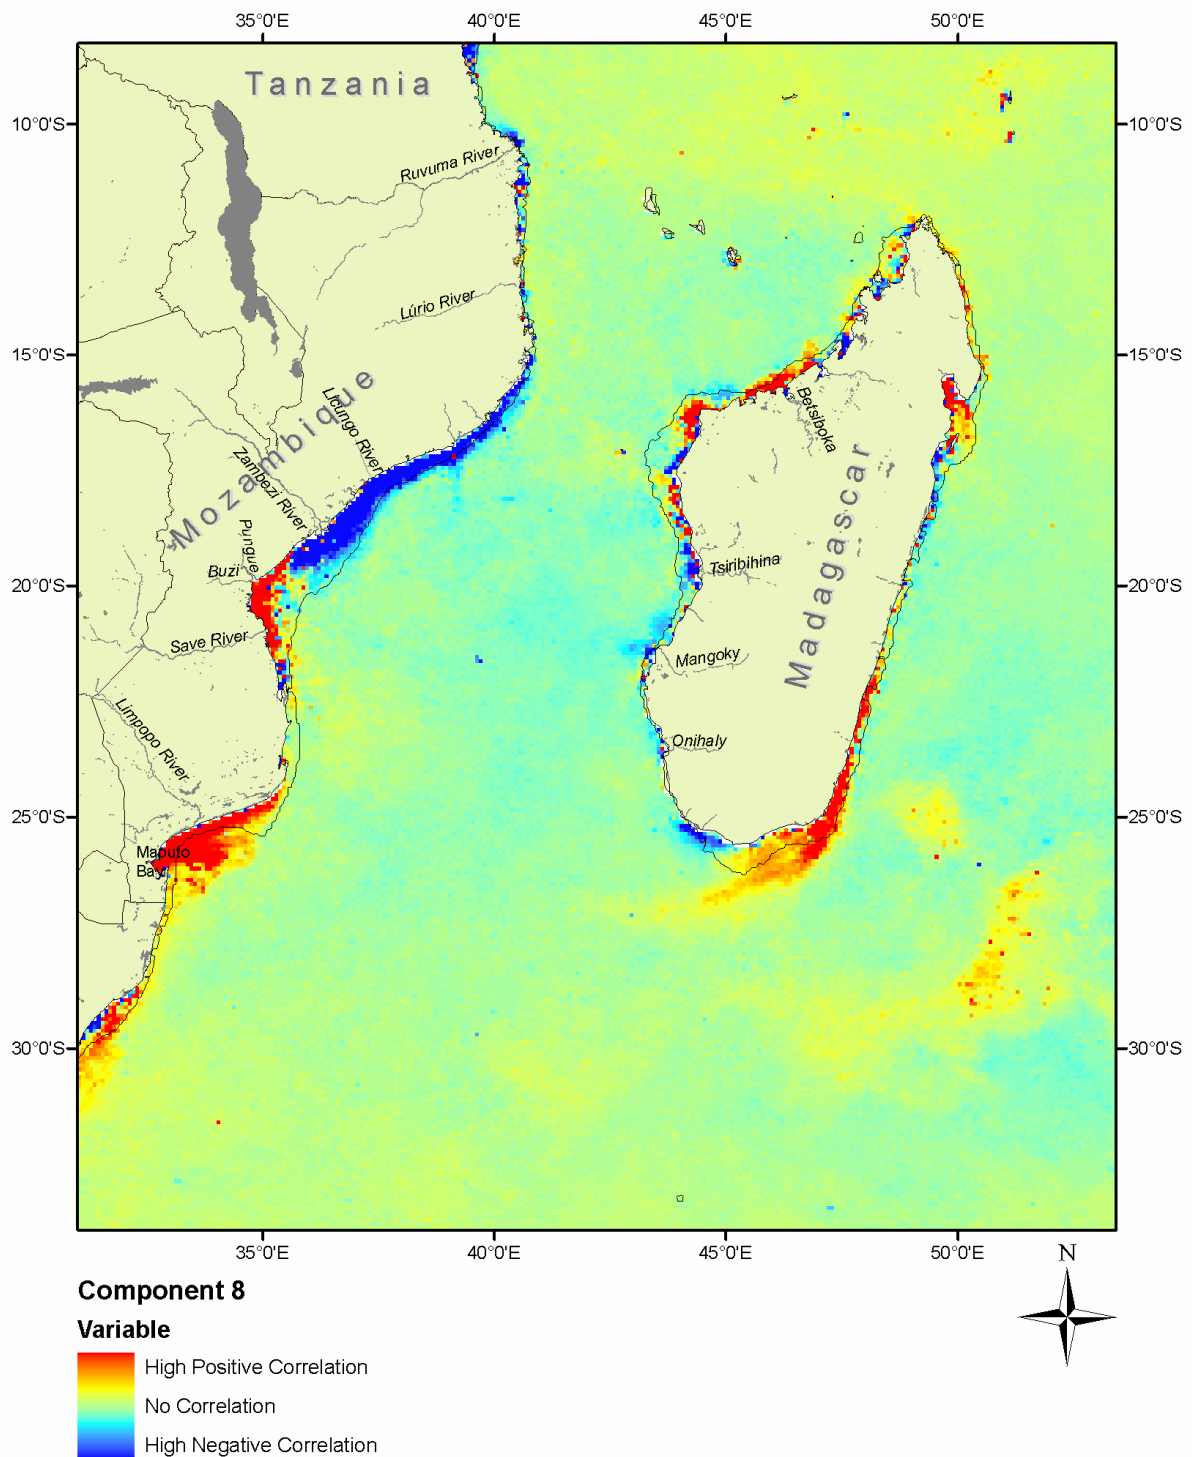 35°0'E 40°0'E 45°0'E 50°0'E
Tanzania
10°0'S 10°0'S
Ruvuma River
Lúrio River
15°0'S 15°0'S
Mozambique
Licungo River
Betsiboka
Zambezi River
Madagascar
Pungue
Buzi
Tsiribihina
20°0'S 20°0'S
Save River
Mangoky
Limpopo River
Onihaly
25°0'S 25°0'S
Maputo
Bay
30°0'S 30°0'S
35°0'E 40°0'E 45°0'E 50°0'E
N
Component 8
Variable
High Positive Correlation
No Correlation
High Negative Correlation